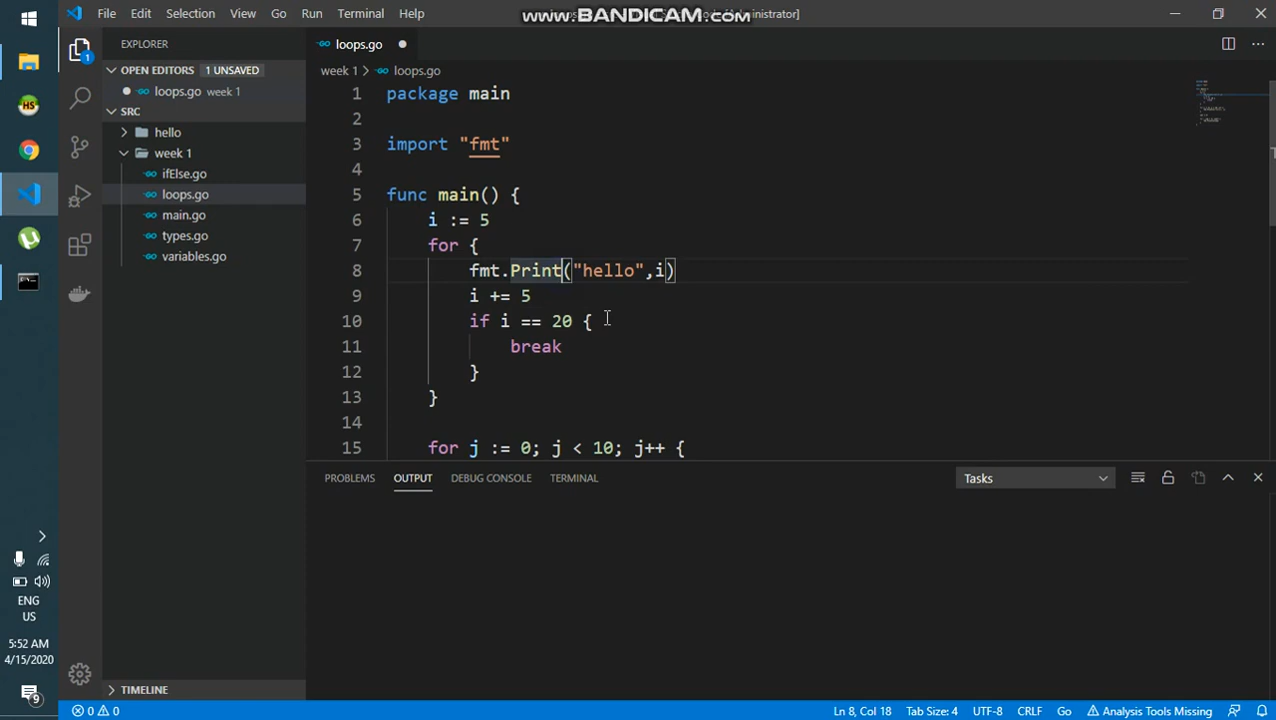 File Edit Selection View Go Run Terminal Help
www.BANDICAM.com
Administrator]
EXPLORER
OPEN EDITORS 1 UNSAVED
loops.go week 1
SRC
hello
week 1
ifElse.go
loops.go
main.go
types.go
variables.go
TIMELINE
loops.go
week 1 > loops.go
1 package main
2
3 import "fmt"
4
5 func main() {
6 i := 5
7 for {
8 fmt.Print("hello",i)
9 i += 5
10 if i == 20 {
11 break
12 }
13 }
14
15 for j := 0; j < 10; j++ {
PROBLEMS OUTPUT DEBUG CONSOLE TERMINAL
Tasks
1
HS
ENG
US
5:52 AM
4/15/2020
9
0 0
Ln 8, Col 18 Tab Size: 4 UTF-8 CRLF Go Analysis Tools Missing